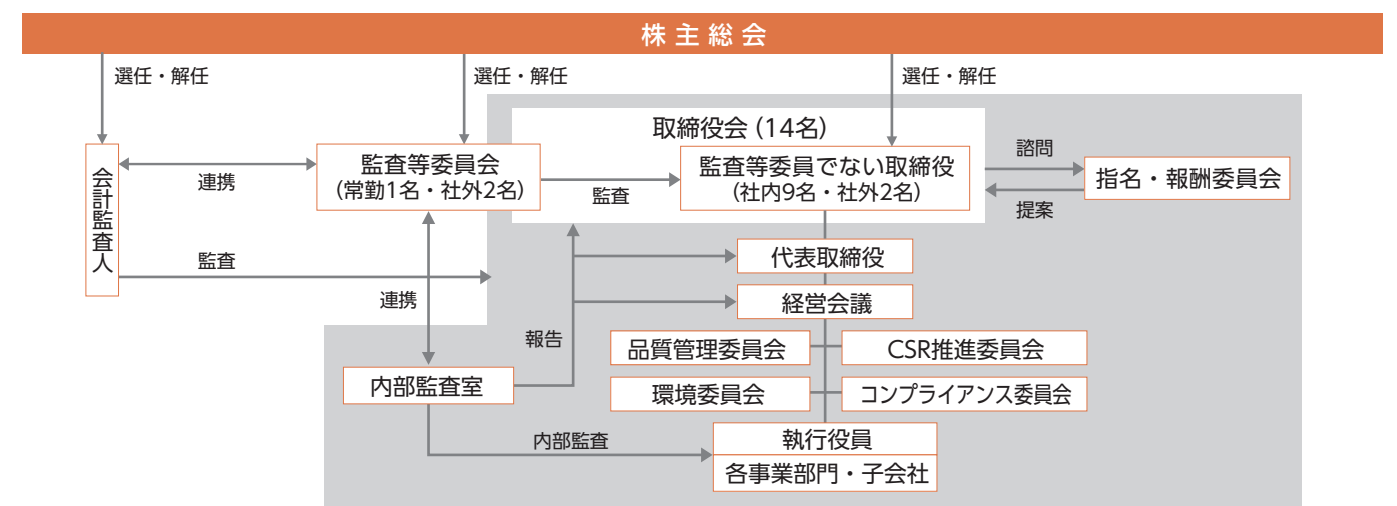 株主総会
選任・解任
選任・解任
選任・解任
取締役会（14名）
会計監査人
連携
監査等委員会
（常勤1名・社外2名）
監査
監査等委員でない取締役
（社内9名・社外2名）
諮問
提案
指名・報酬委員会
監査
連携
報告
代表取締役
経営会議
品質管理委員会
CSR推進委員会
環境委員会
コンプライアンス委員会
内部監査室
内部監査
執行役員
各事業部門・子会社